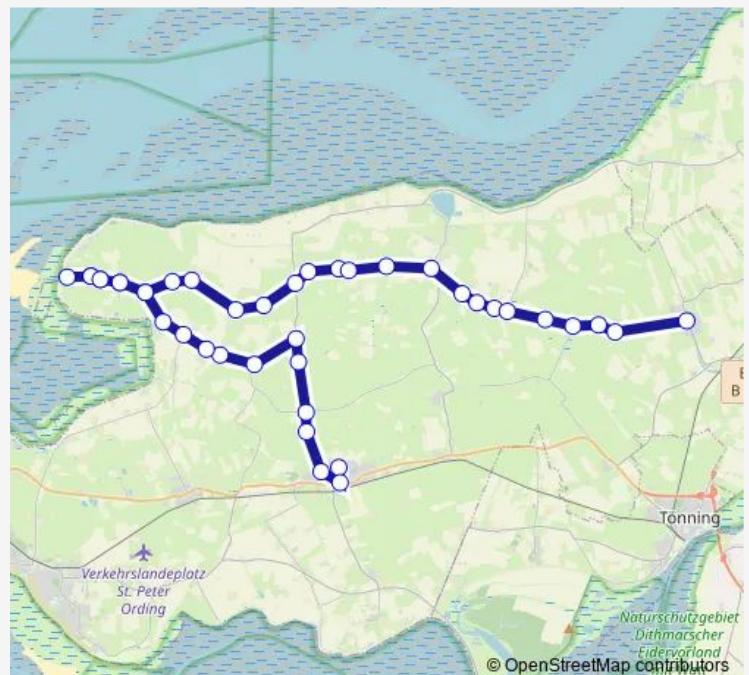 E
B
Tönning
Verkehrslandeplatz
St. Peter
Ording
Naturschutzgebiet
Dithmarscher
Eidervorland
© OpenStreetMap contributors